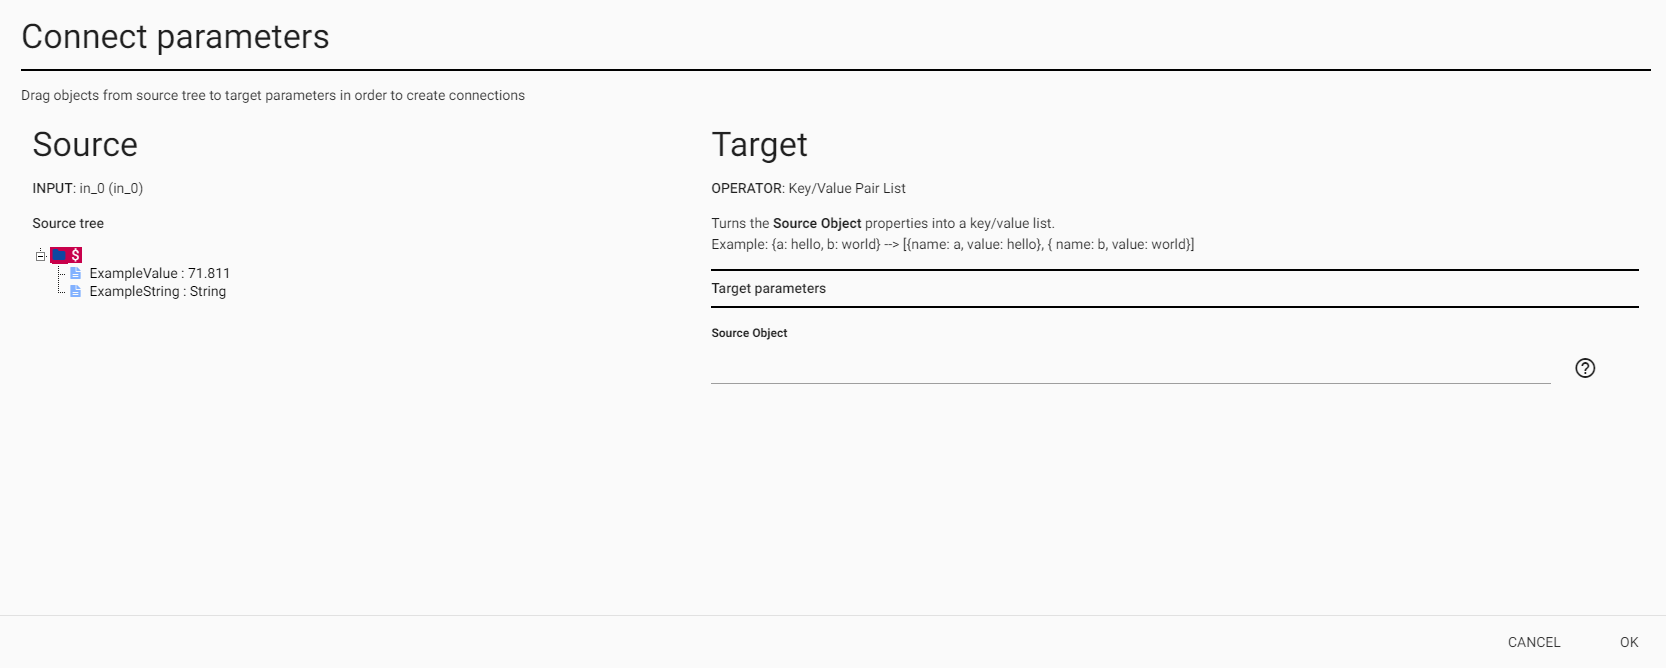 Connect parameters
Drag objects from source tree to target parameters in order to create connections
Source
INPUT: in_0 (in_0)
Source tree
$
ExampleValue : 71.811
ExampleString : String
Target
OPERATOR: Key/Value Pair List
Turns the Source Object properties into a key/value list.
Example: {a: hello, b: world} --> [{name: a, value: hello}, { name: b, value: world}]
Target parameters
Source Object
?
CANCEL
OK